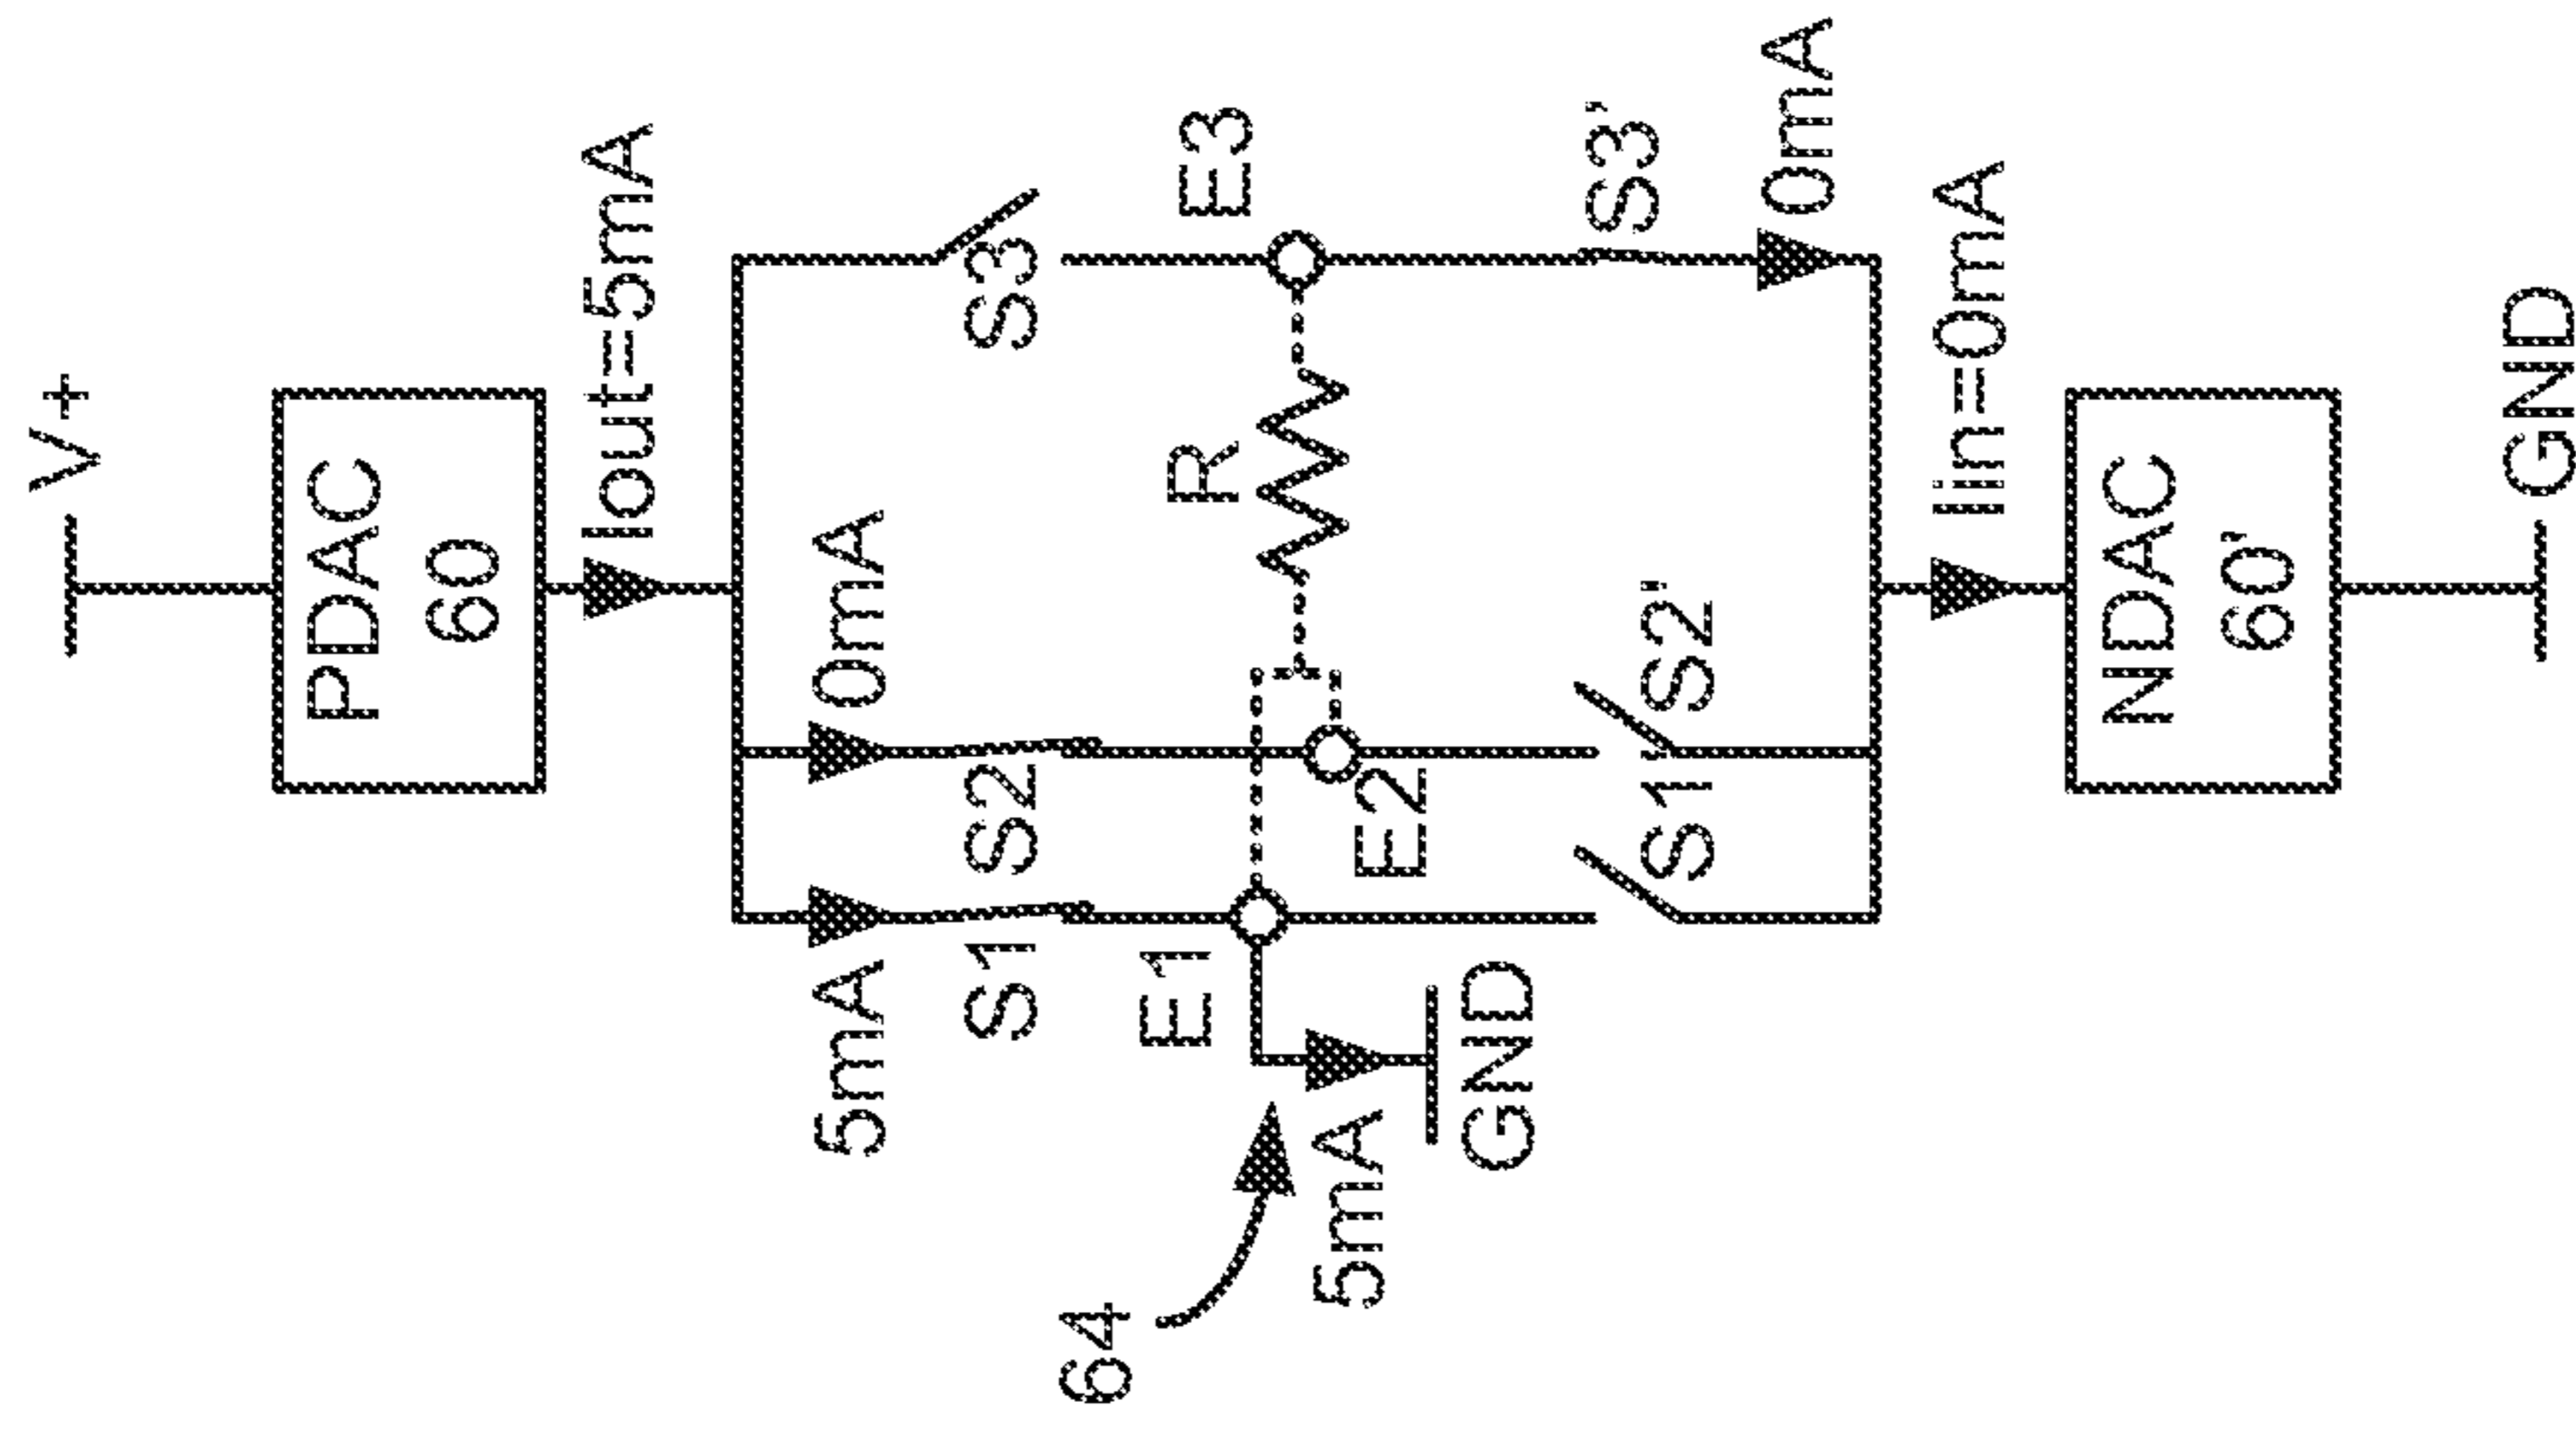 V+
PDAC
60
Iout=5mA
5mA
0mA
S1
S2
S3
E1
E2
E3
R
64
5mA
GND
S1'
S2'
S3'
0mA
Iin=0mA
NDAC
60'
GND